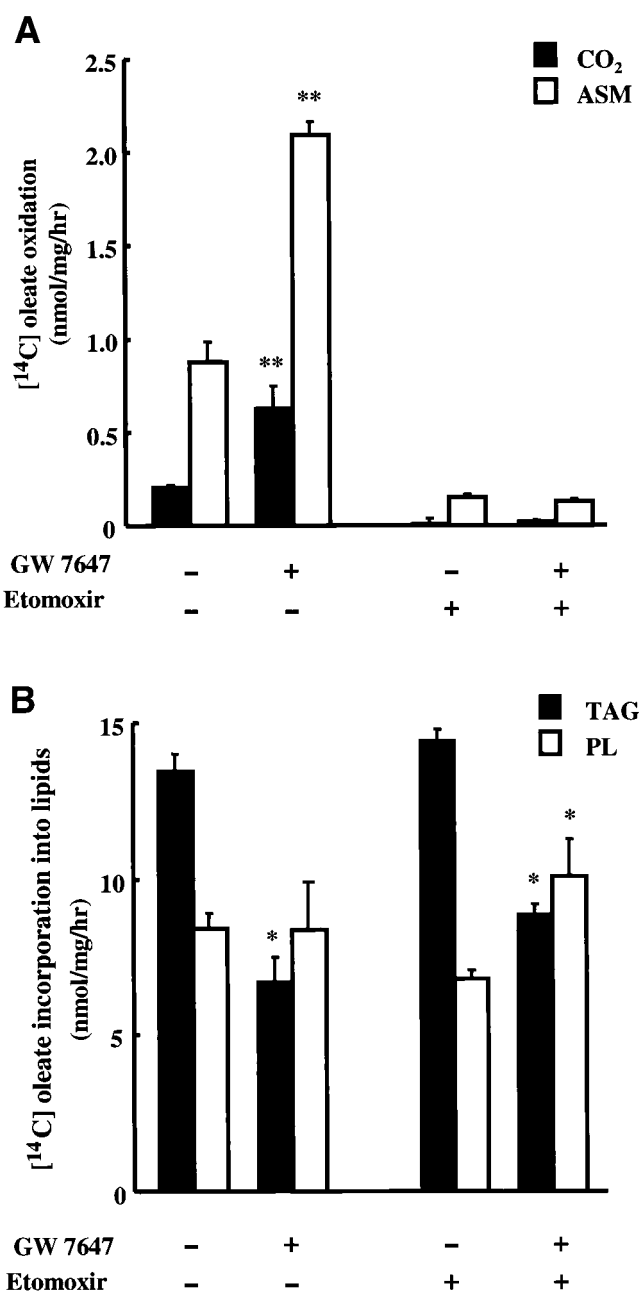 A
CO₂
ASM
[¹⁴C] oleate oxidation
(nmol/mg/hr)
2.5
2.0
1.5
1.0
0.5
0
**
**
GW 7647 – + – +
Etomoxir – – + +
B
TAG
PL
[¹⁴C] oleate incorporation into lipids
(nmol/mg/hr)
15
10
5
0
*
*
*
GW 7647 – + – +
Etomoxir – – + +